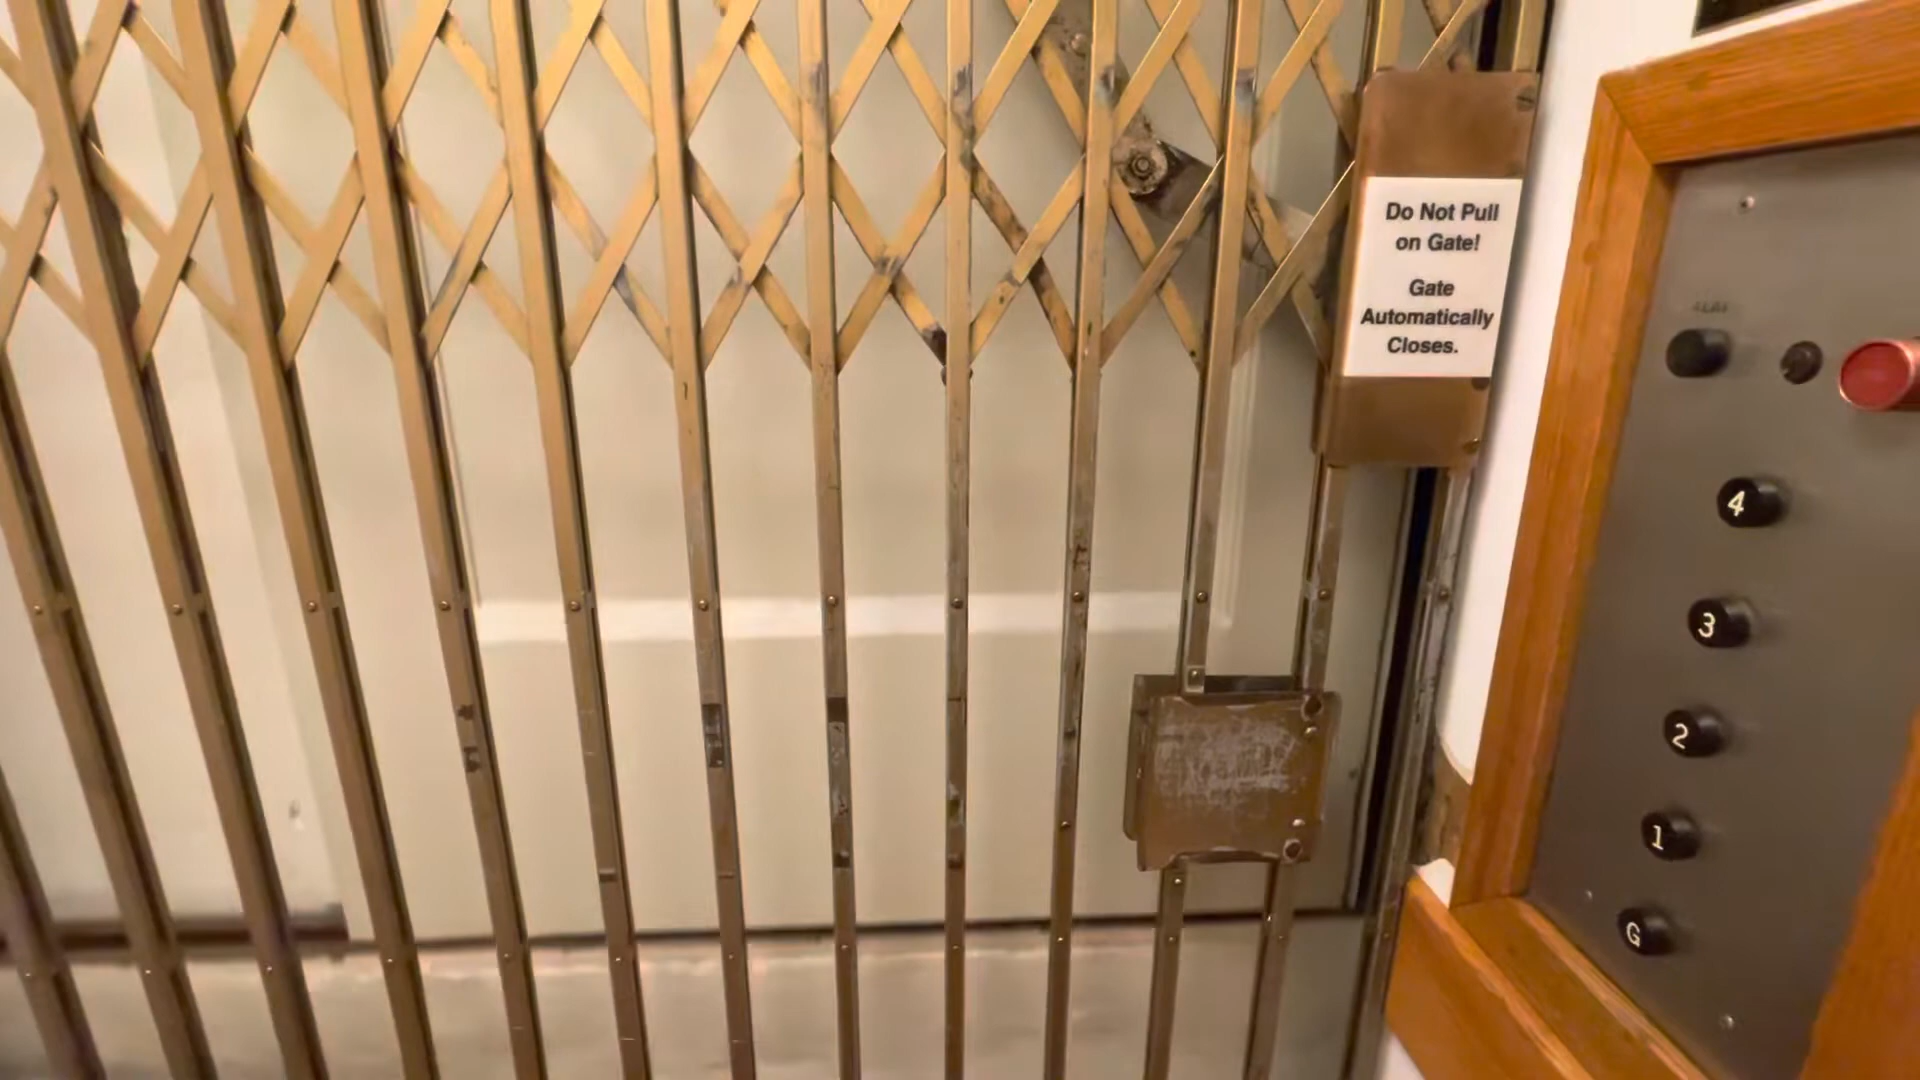 Do Not Pull
on Gate!
Gate
Automatically
Closes.
4
3
2
1
G